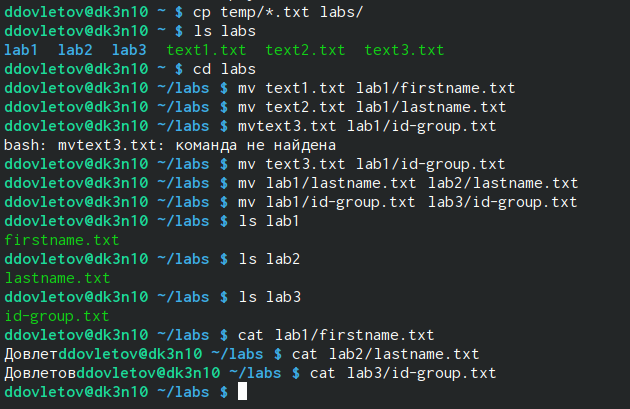 ddovletov@dk3n10 ~ $ cp temp/*.txt labs/
ddovletov@dk3n10 ~ $ ls labs
lab1 lab2 lab3 text1.txt text2.txt text3.txt
ddovletov@dk3n10 ~ $ cd labs
ddovletov@dk3n10 ~/labs $ mv text1.txt lab1/firstname.txt
ddovletov@dk3n10 ~/labs $ mv text2.txt lab1/lastname.txt
ddovletov@dk3n10 ~/labs $ mvtext3.txt lab1/id-group.txt
bash: mvtext3.txt: команда не найдена
ddovletov@dk3n10 ~/labs $ mv text3.txt lab1/id-group.txt
ddovletov@dk3n10 ~/labs $ mv lab1/lastname.txt lab2/lastname.txt
ddovletov@dk3n10 ~/labs $ mv lab1/id-group.txt lab3/id-group.txt
ddovletov@dk3n10 ~/labs $ ls lab1
firstname.txt
ddovletov@dk3n10 ~/labs $ ls lab2
lastname.txt
ddovletov@dk3n10 ~/labs $ ls lab3
id-group.txt
ddovletov@dk3n10 ~/labs $ cat lab1/firstname.txt
Довлетddovletov@dk3n10 ~/labs $ cat lab2/lastname.txt
Довлетовddovletov@dk3n10 ~/labs $ cat lab3/id-group.txt
ddovletov@dk3n10 ~/labs $